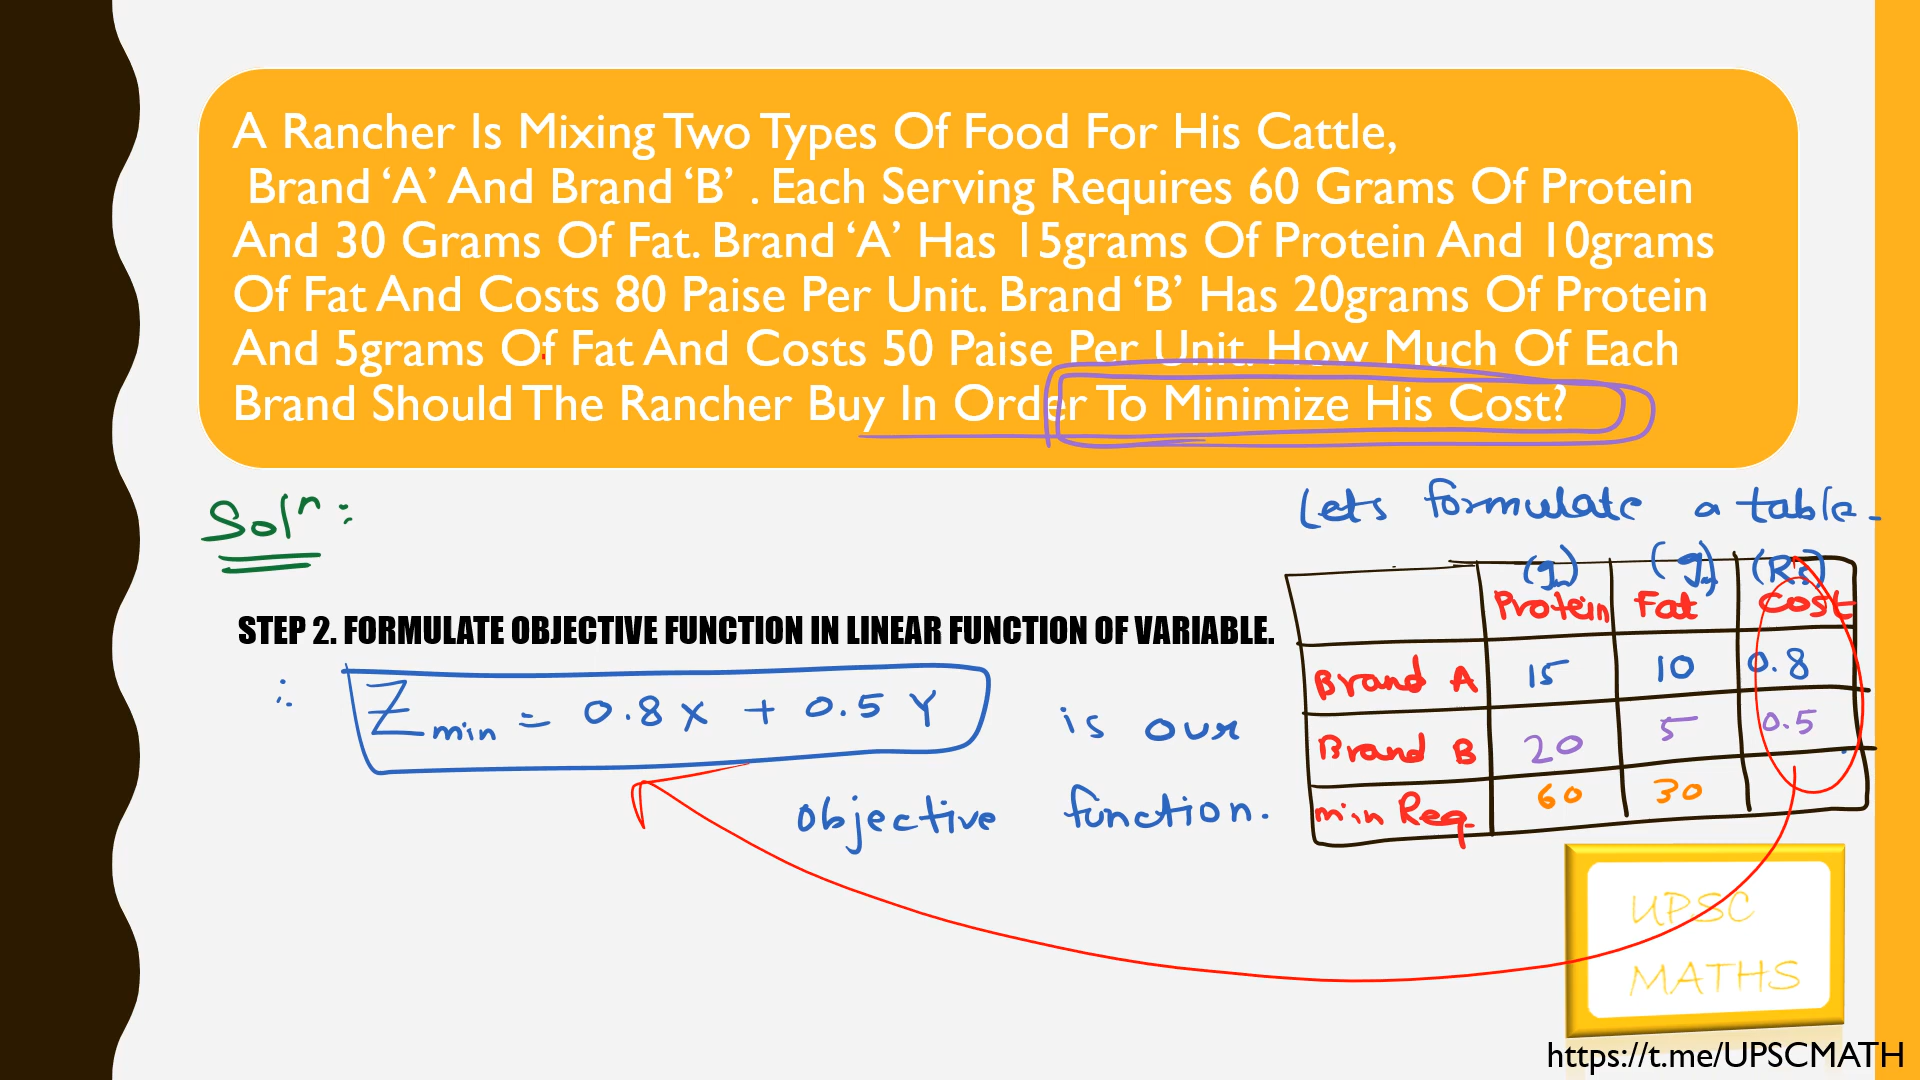 A Rancher Is Mixing Two Types Of Food For His Cattle,
Brand ‘A’ And Brand ‘B’ . Each Serving Requires 60 Grams Of Protein
And 30 Grams Of Fat. Brand ‘A’ Has 15grams Of Protein And 10grams
Of Fat And Costs 80 Paise Per Unit. Brand ‘B’ Has 20grams Of Protein
And 5grams Of Fat And Costs 50 Paise Per Unit. How Much Of Each
Brand Should The Rancher Buy In Order To Minimize His Cost?
Solⁿ :
Lets formulate a table.
(gm) (gm) (Rs)
Protein Fat Cost
STEP 2. FORMULATE OBJECTIVE FUNCTION IN LINEAR FUNCTION OF VARIABLE.
Brand A 15 10 0.8
∴ Zmin = 0.8 x + 0.5 Y is our
Brand B 20 5 0.5
objective function.
min Req. 60 30
UPSC
MATHS
https://t.me/UPSCMATH